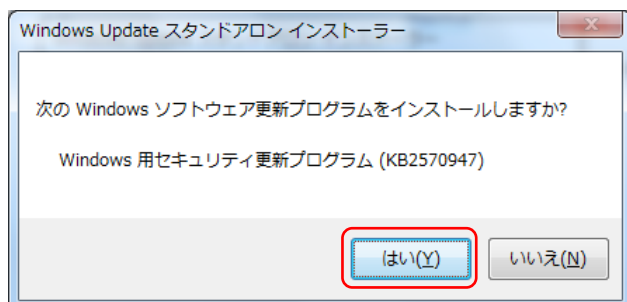 Windows Update スタンドアロン インストーラー
次の Windows ソフトウェア更新プログラムをインストールしますか?
Windows 用セキュリティ更新プログラム (KB2570947)
はい(Y)
いいえ(N)